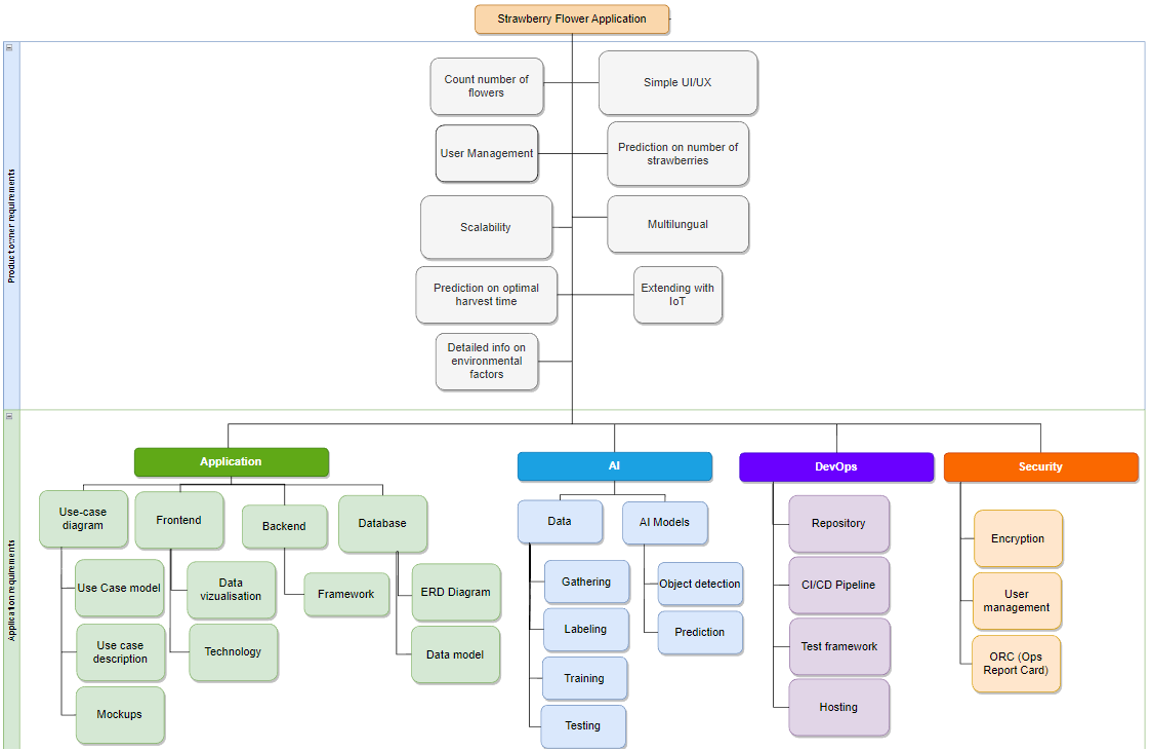 Strawberry Flower Application
Product owner requirements
Count number of
flowers
Simple UI/UX
User Management
Prediction on number of
strawberries
Scalability
Multilungual
Prediction on optimal
harvest time
Extending with
IoT
Detailed info on
environmental
factors
Application requirements
Application
Use-case
diagram
Use Case model
Use case
description
Mockups
Frontend
Data
vizualisation
Technology
Backend
Framework
Database
ERD Diagram
Data model
AI
Data
Gathering
Labeling
Training
Testing
AI Models
Object detection
Prediction
DevOps
Repository
CI/CD Pipeline
Test framework
Hosting
Security
Encryption
User
management
ORC (Ops
Report Card)